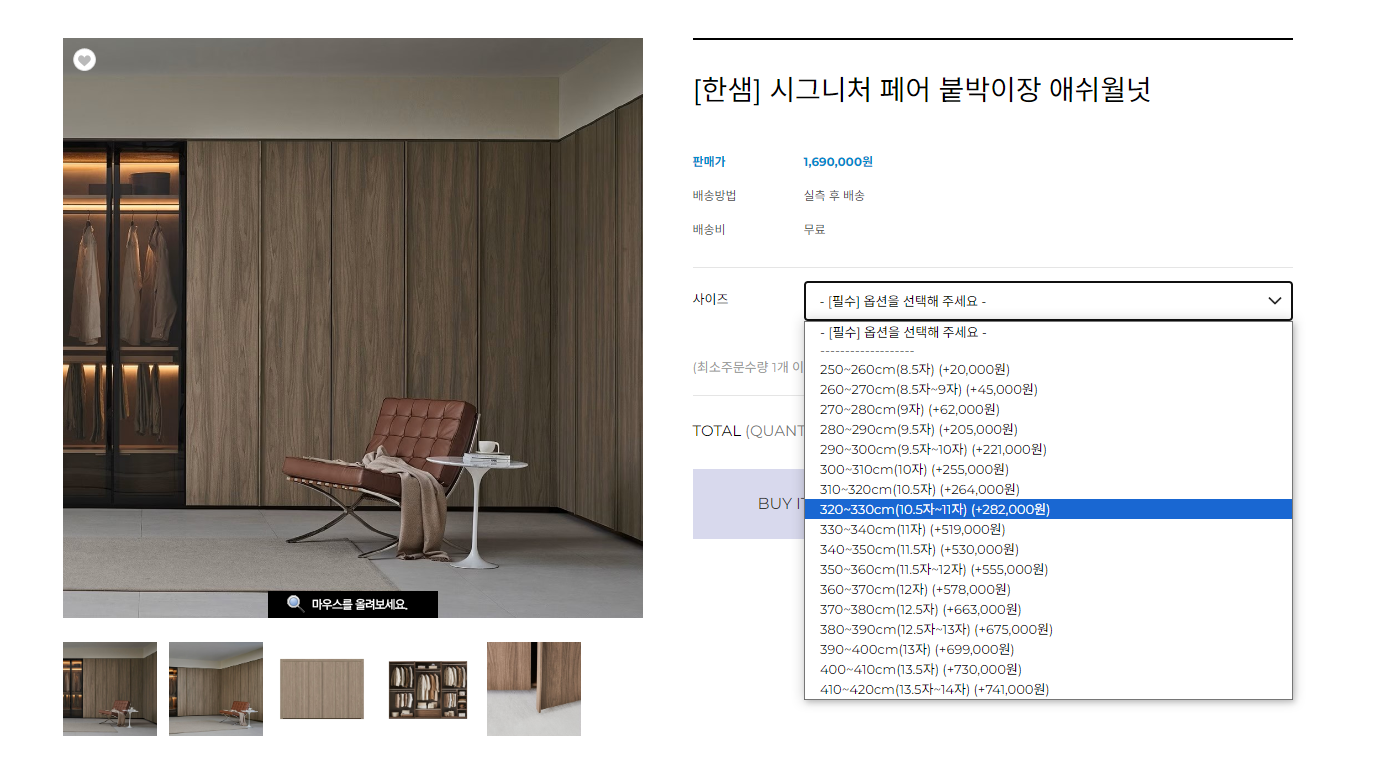 [한샘] 시그니처 페어 붙박이장 애쉬월넛
판매가 1,690,000원
배송방법 실측 후 배송
배송비 무료
사이즈 - [필수] 옵션을 선택해 주세요 -
- [필수] 옵션을 선택해 주세요 -
-------------------
250~260cm(8.5자) (+20,000원)
(최소주문수량 1개 이
260~270cm(8.5자~9자) (+45,000원)
270~280cm(9자) (+62,000원)
280~290cm(9.5자) (+205,000원)
TOTAL (QUANT
290~300cm(9.5자~10자) (+221,000원)
300~310cm(10자) (+255,000원)
310~320cm(10.5자) (+264,000원)
BUY I
320~330cm(10.5자~11자) (+282,000원)
330~340cm(11자) (+519,000원)
340~350cm(11.5자) (+530,000원)
350~360cm(11.5자~12자) (+555,000원)
360~370cm(12자) (+578,000원)
370~380cm(12.5자) (+663,000원)
380~390cm(12.5자~13자) (+675,000원)
390~400cm(13자) (+699,000원)
400~410cm(13.5자) (+730,000원)
410~420cm(13.5자~14자) (+741,000원)
마우스를 올려보세요.